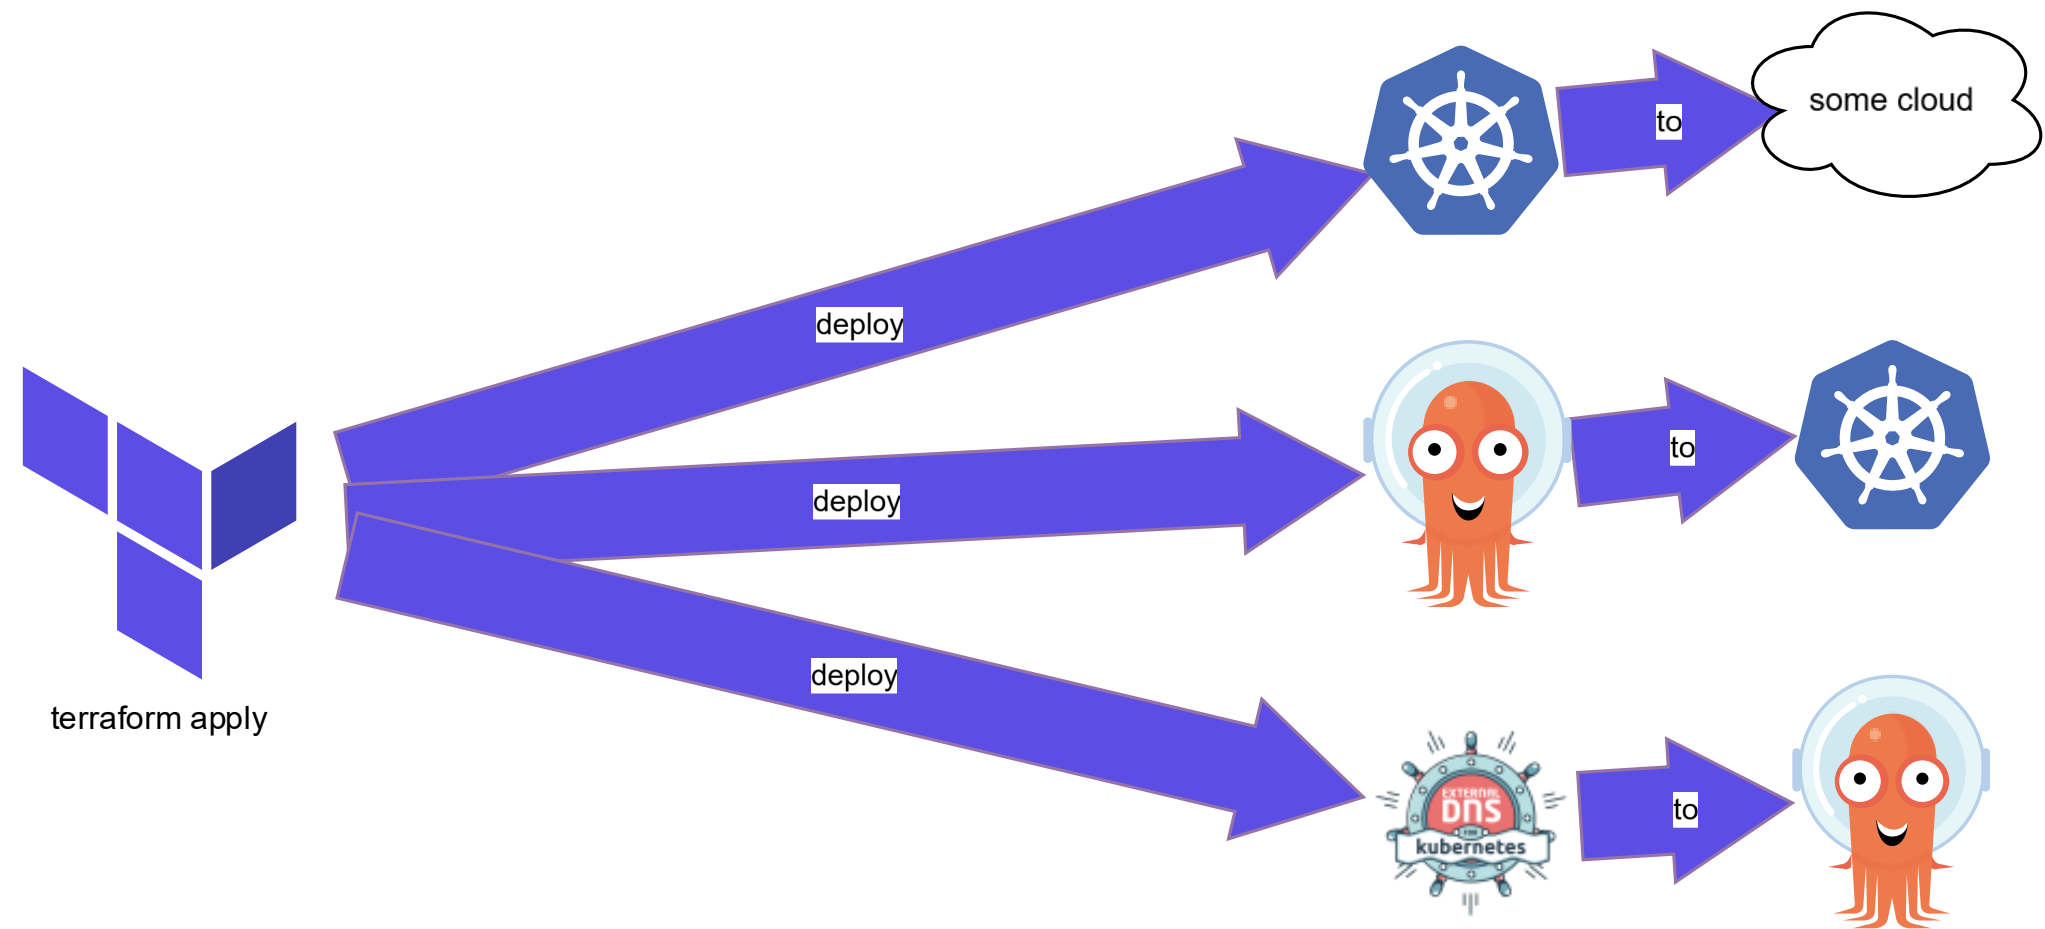 some cloud
to
deploy
deploy
to
terraform apply
deploy
EXTERNAL
DNS
FOR
kubernetes
to